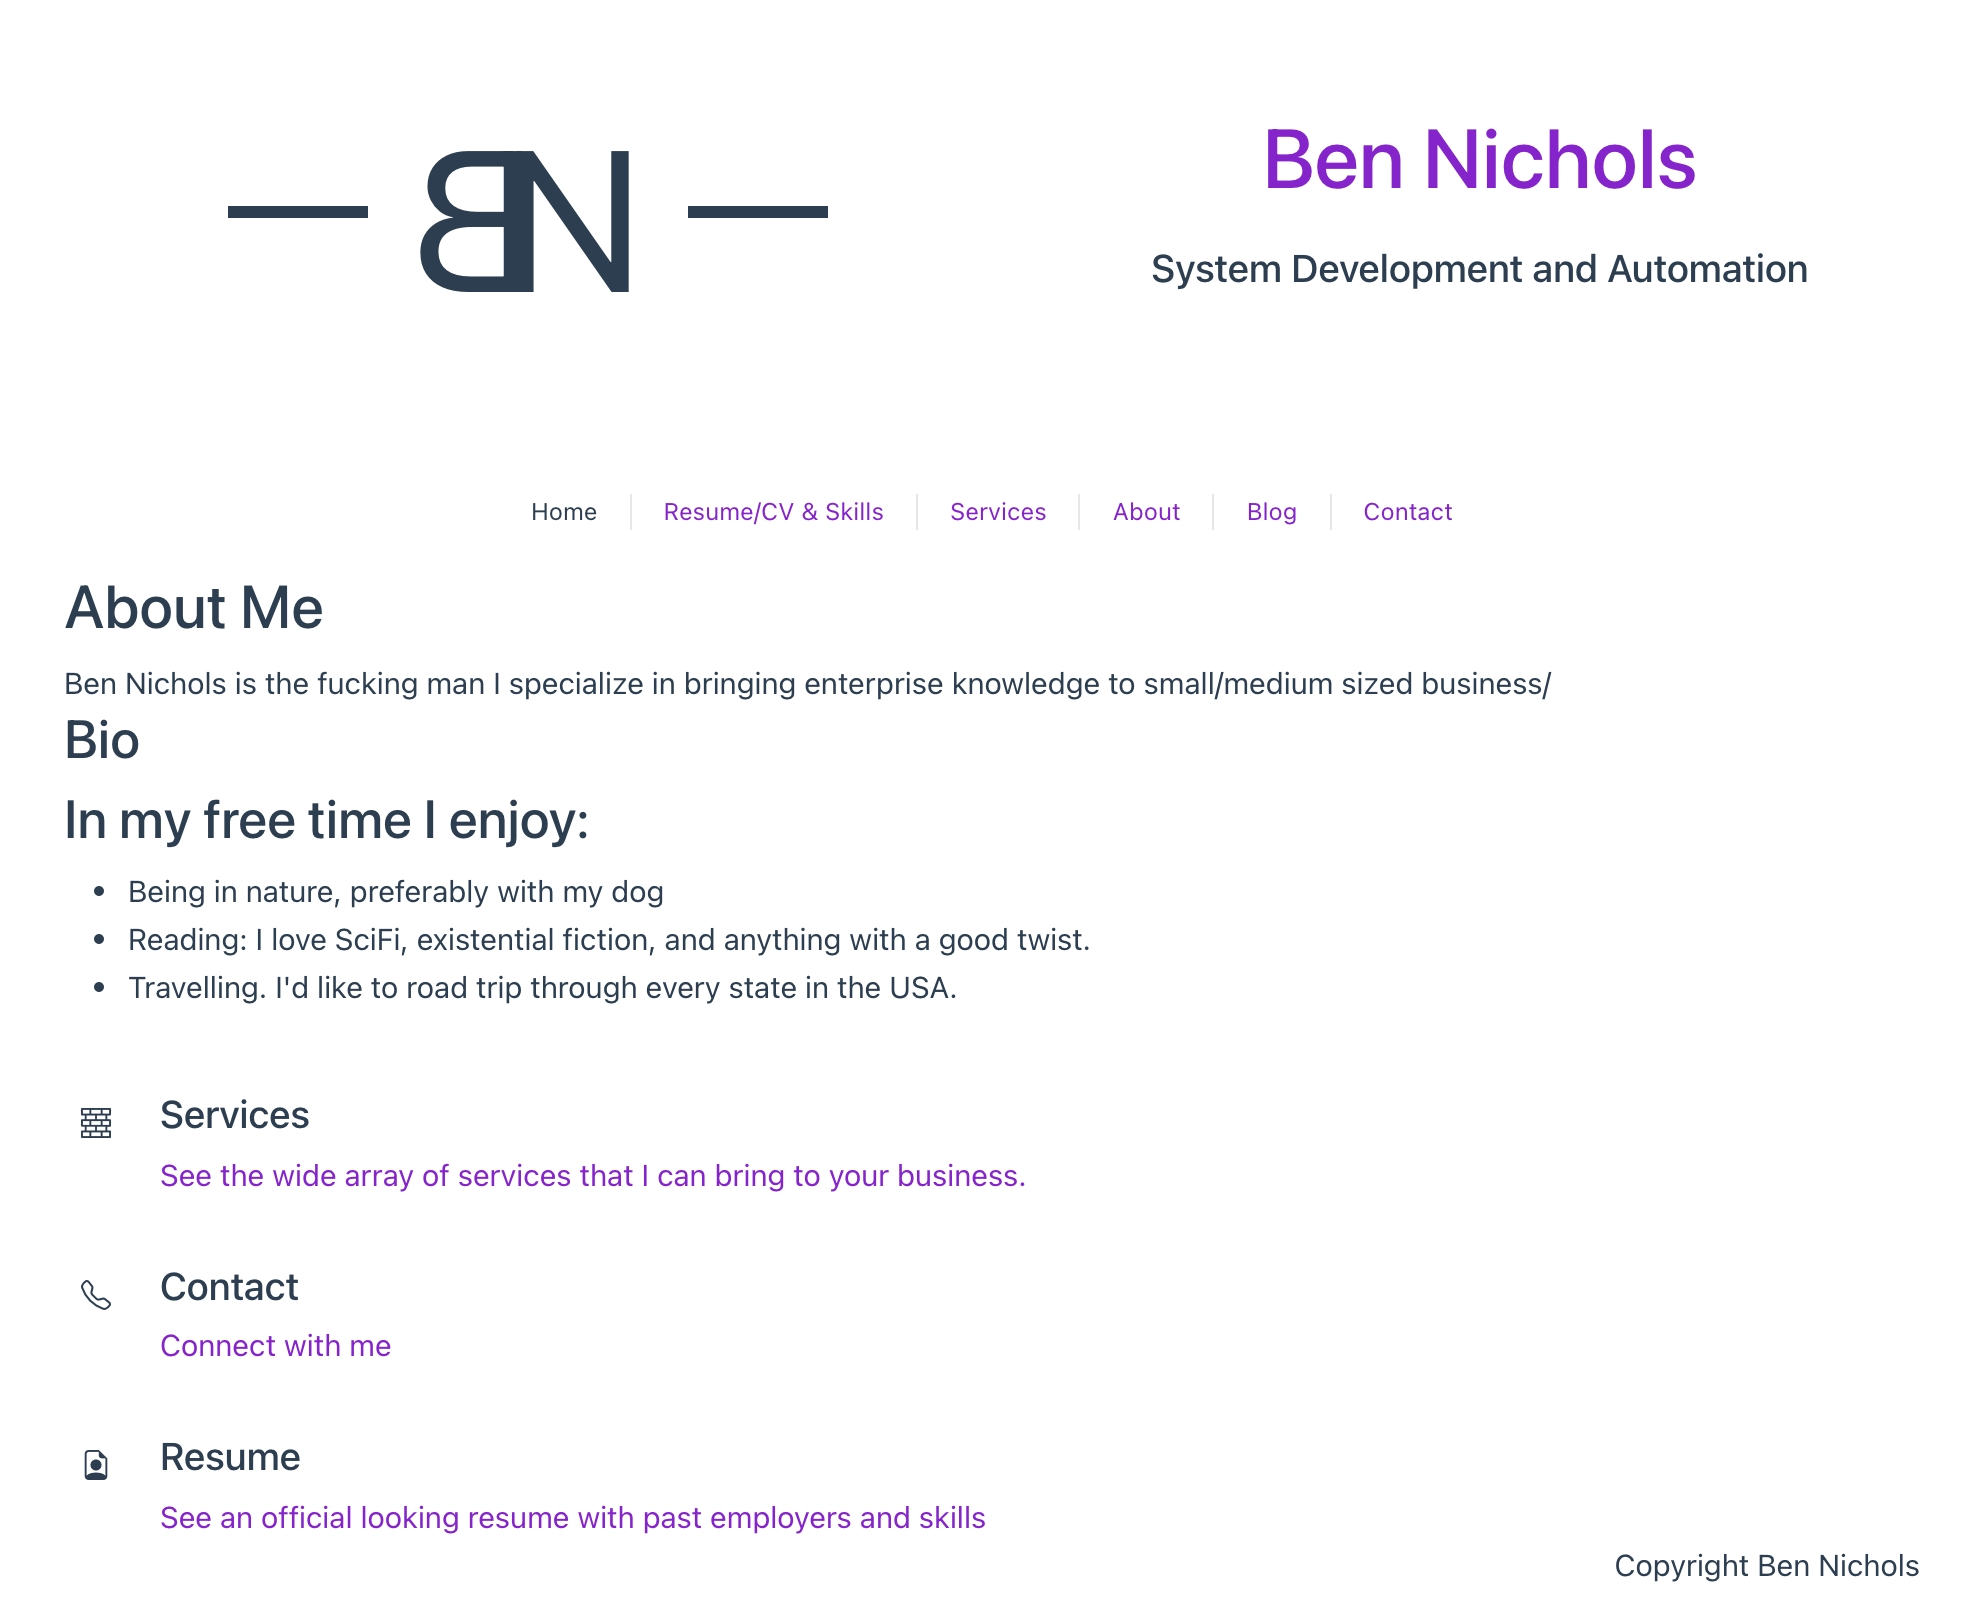 BN
Ben Nichols
System Development and Automation
Home Resume/CV & Skills Services About Blog Contact
About Me
Ben Nichols is the fucking man I specialize in bringing enterprise knowledge to small/medium sized business/
Bio
In my free time I enjoy:
• Being in nature, preferably with my dog
• Reading: I love SciFi, existential fiction, and anything with a good twist.
• Travelling. I'd like to road trip through every state in the USA.
Services
See the wide array of services that I can bring to your business.
Contact
Connect with me
Resume
See an official looking resume with past employers and skills
Copyright Ben Nichols